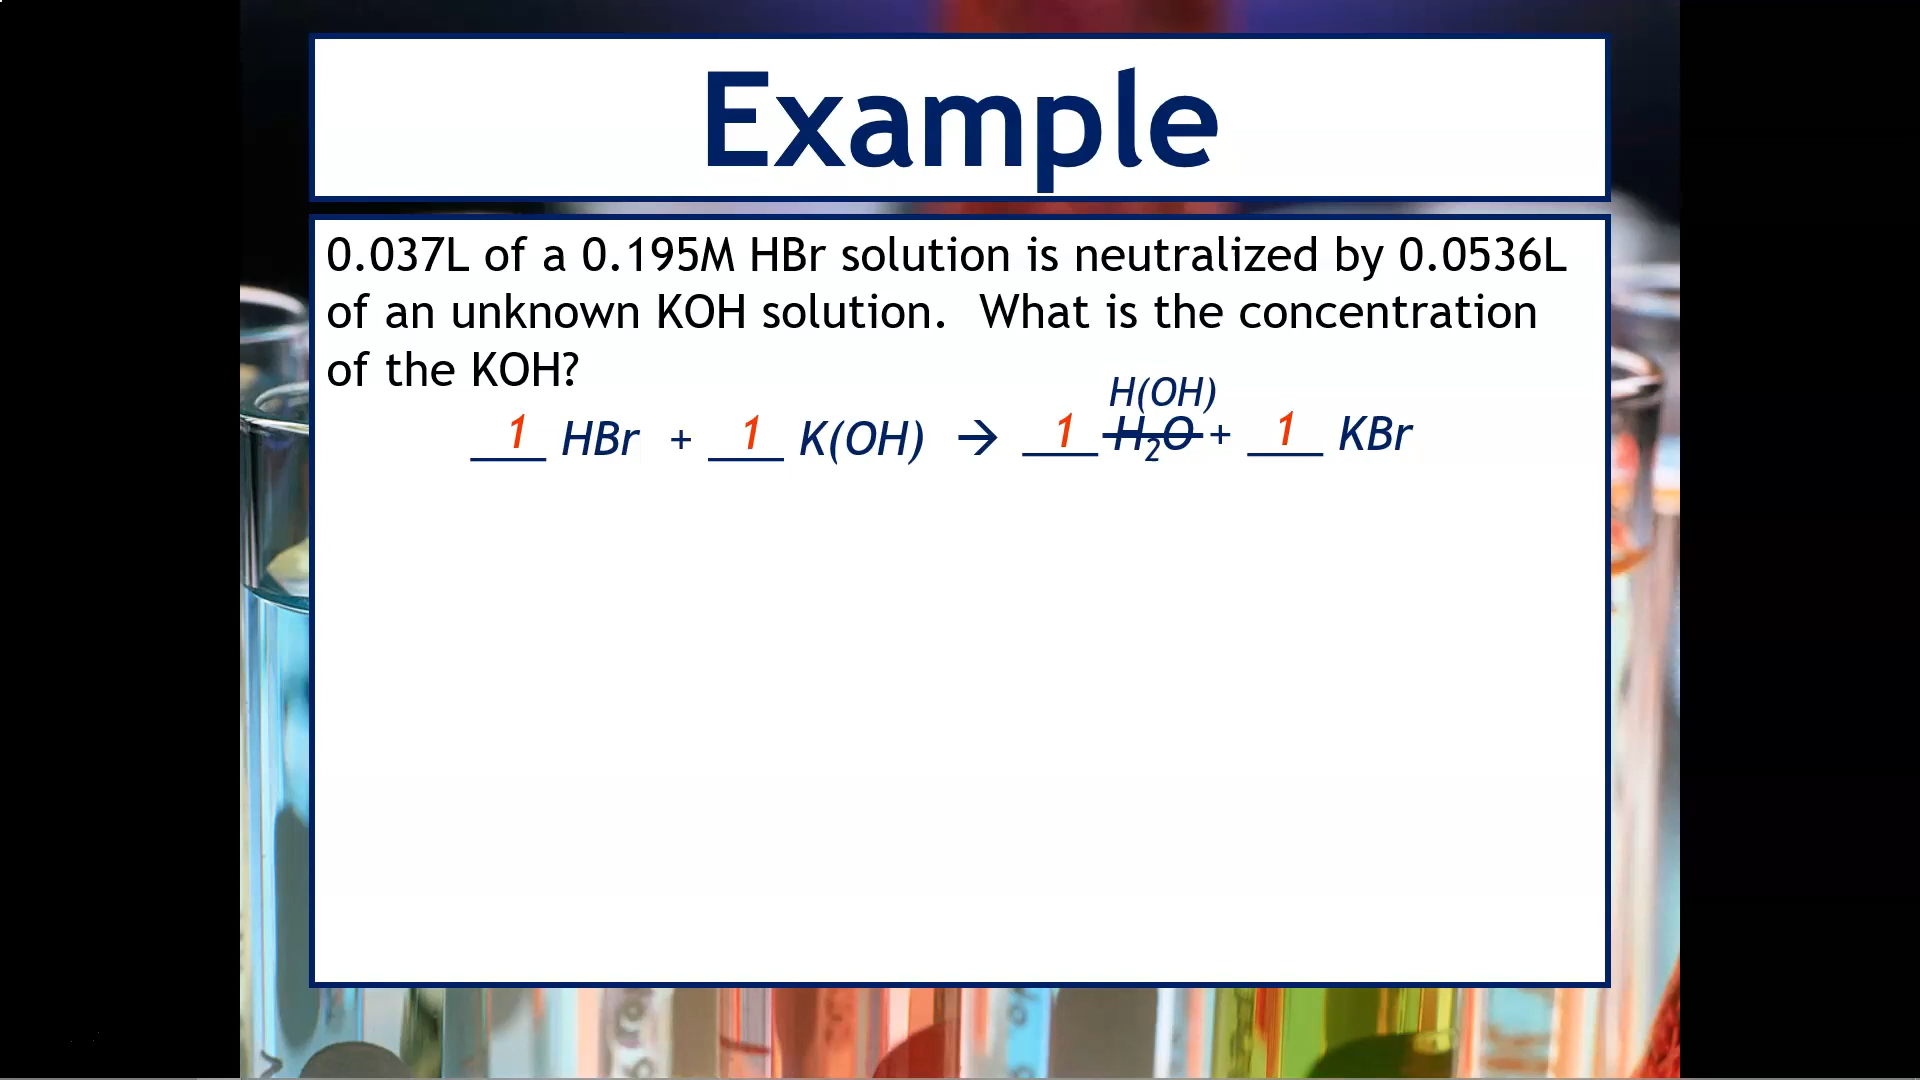 Example
0.037L of a 0.195M HBr solution is neutralized by 0.0536L
of an unknown KOH solution.  What is the concentration
of the KOH?
H(OH)
1 HBr + 1 K(OH) → 1 H₂O + 1 KBr